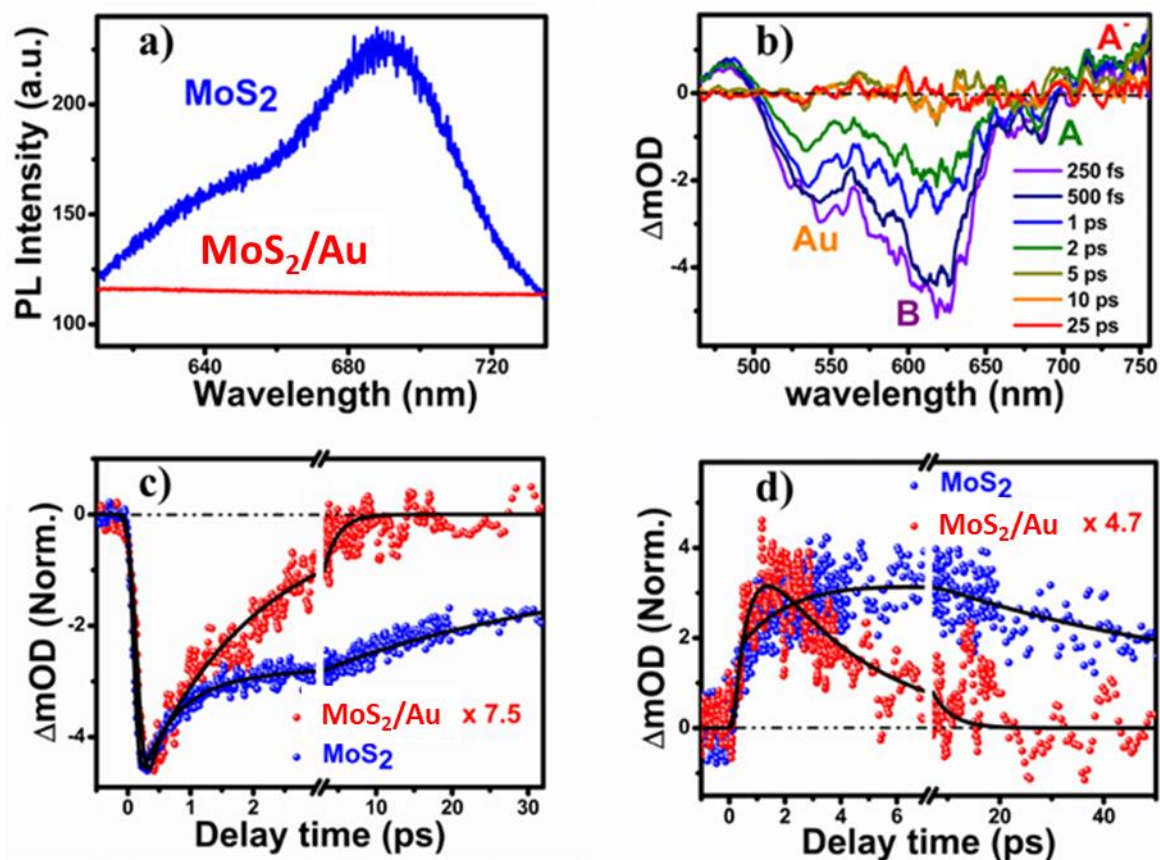 a)
MoS2
MoS2/Au
PL Intensity (a.u.)
100
150
200
640
680
720
Wavelength (nm)
b)
A-
A
Au
B
250 fs
500 fs
1 ps
2 ps
5 ps
10 ps
25 ps
ΔmOD
0
-2
-4
500
550
600
650
700
750
wavelength (nm)
c)
MoS2/Au x 7.5
MoS2
ΔmOD (Norm.)
0
-2
-4
0
1
2
10
20
30
Delay time (ps)
d)
MoS2
MoS2/Au x 4.7
ΔmOD (Norm.)
4
2
0
0
2
4
6
20
40
Delay time (ps)